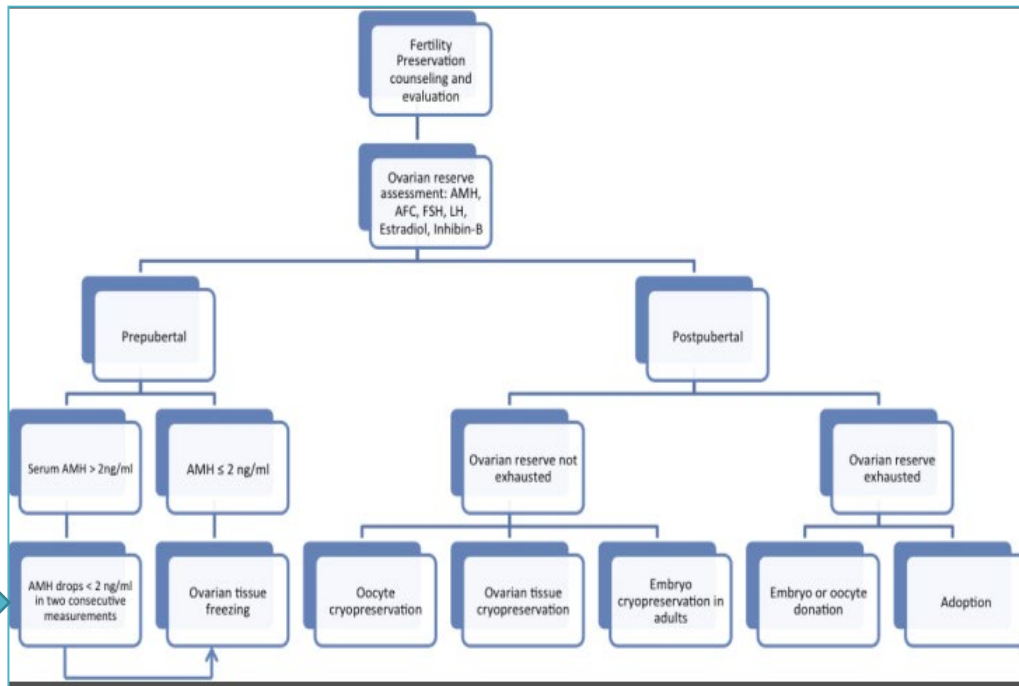 Fertility
Preservation
counseling and
evaluation
Ovarian reserve
assessment: AMH,
AFC, FSH, LH,
Estradiol, Inhibin-B
Prepubertal
Postpubertal
Serum AMH > 2ng/ml
AMH ≤ 2 ng/ml
Ovarian reserve not
exhausted
Ovarian reserve
exhausted
AMH drops < 2 ng/ml
in two consecutive
measurements
Ovarian tissue
freezing
Oocyte
cryopreservation
Ovarian tissue
cryopreservation
Embryo
cryopreservation in
adults
Embryo or oocyte
donation
Adoption